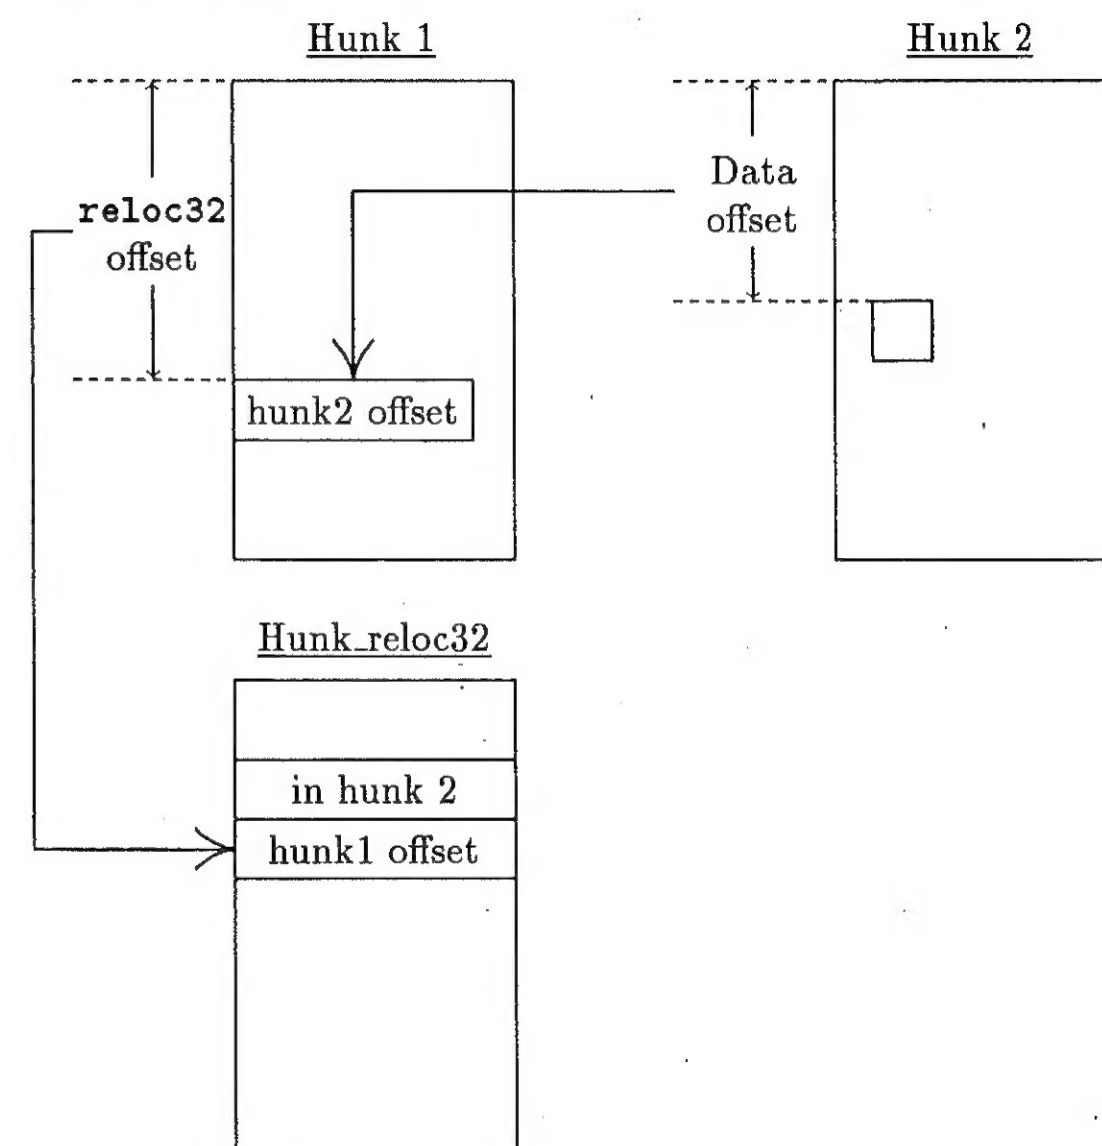 Hunk 1
Hunk 2
reloc32
offset
Data
offset
hunk2 offset
Hunk_reloc32
in hunk 2
hunk1 offset